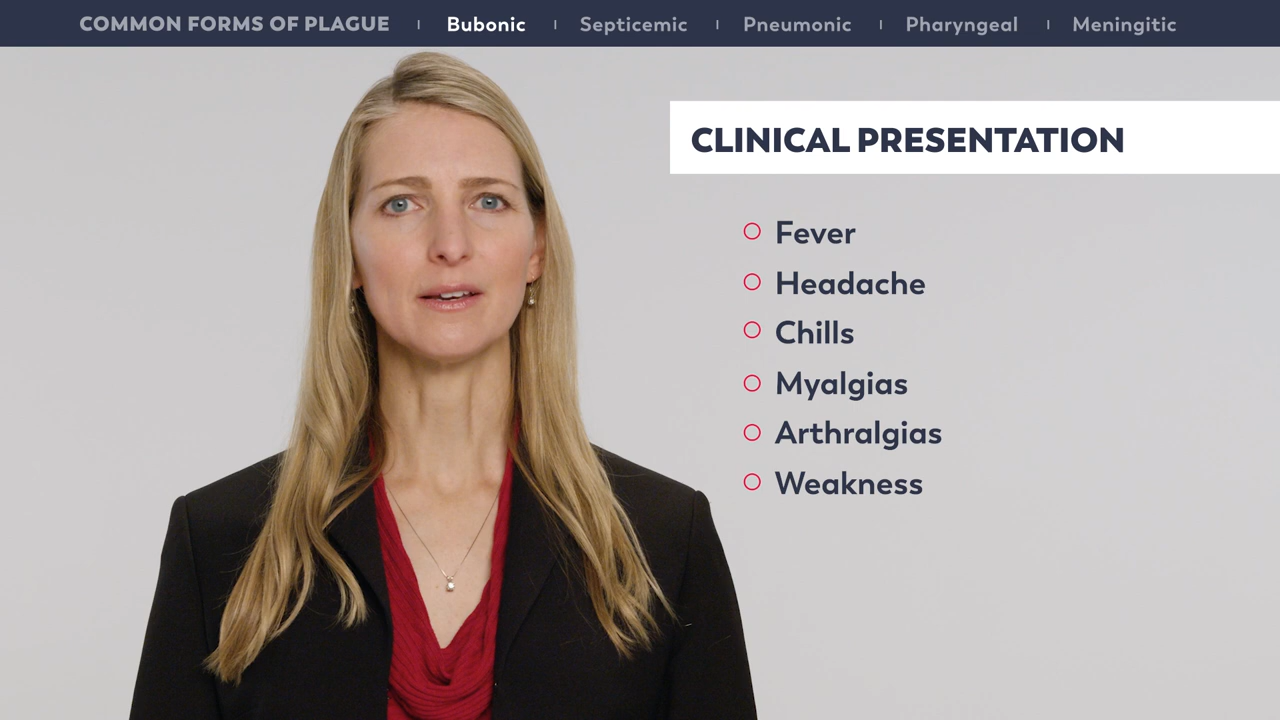 COMMON FORMS OF PLAGUE Bubonic Septicemic Pneumonic Pharyngeal Meningitic
CLINICAL PRESENTATION
Fever
Headache
Chills
Myalgias
Arthralgias
Weakness